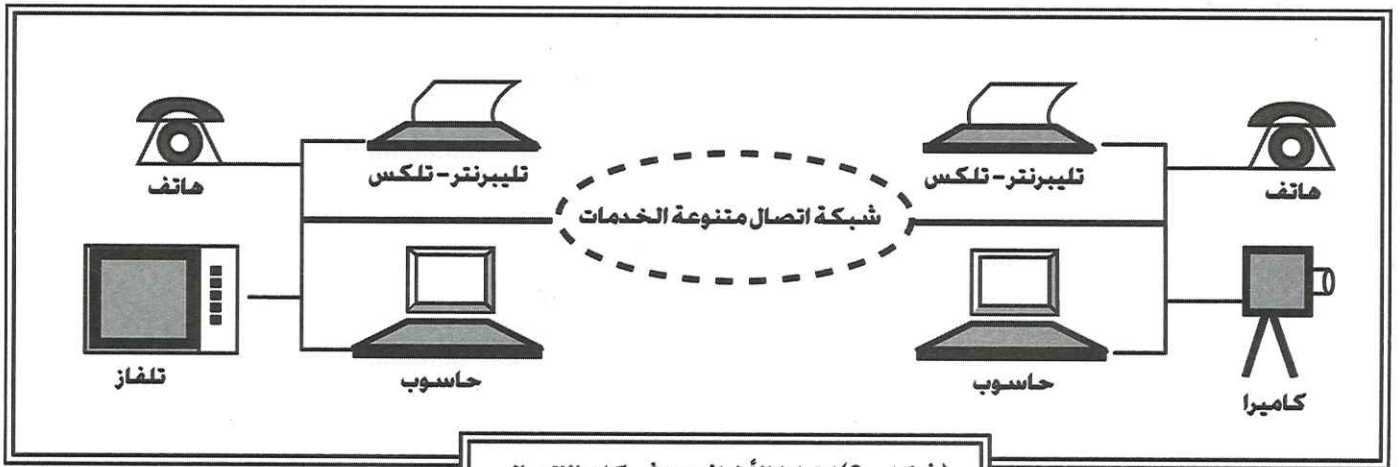 هاتف
تليبرنتر - تلكس
تليبرنتر - تلكس
هاتف
شبكة اتصال متنوعة الخدمات
تلفاز
حاسوب
حاسوب
كاميرا